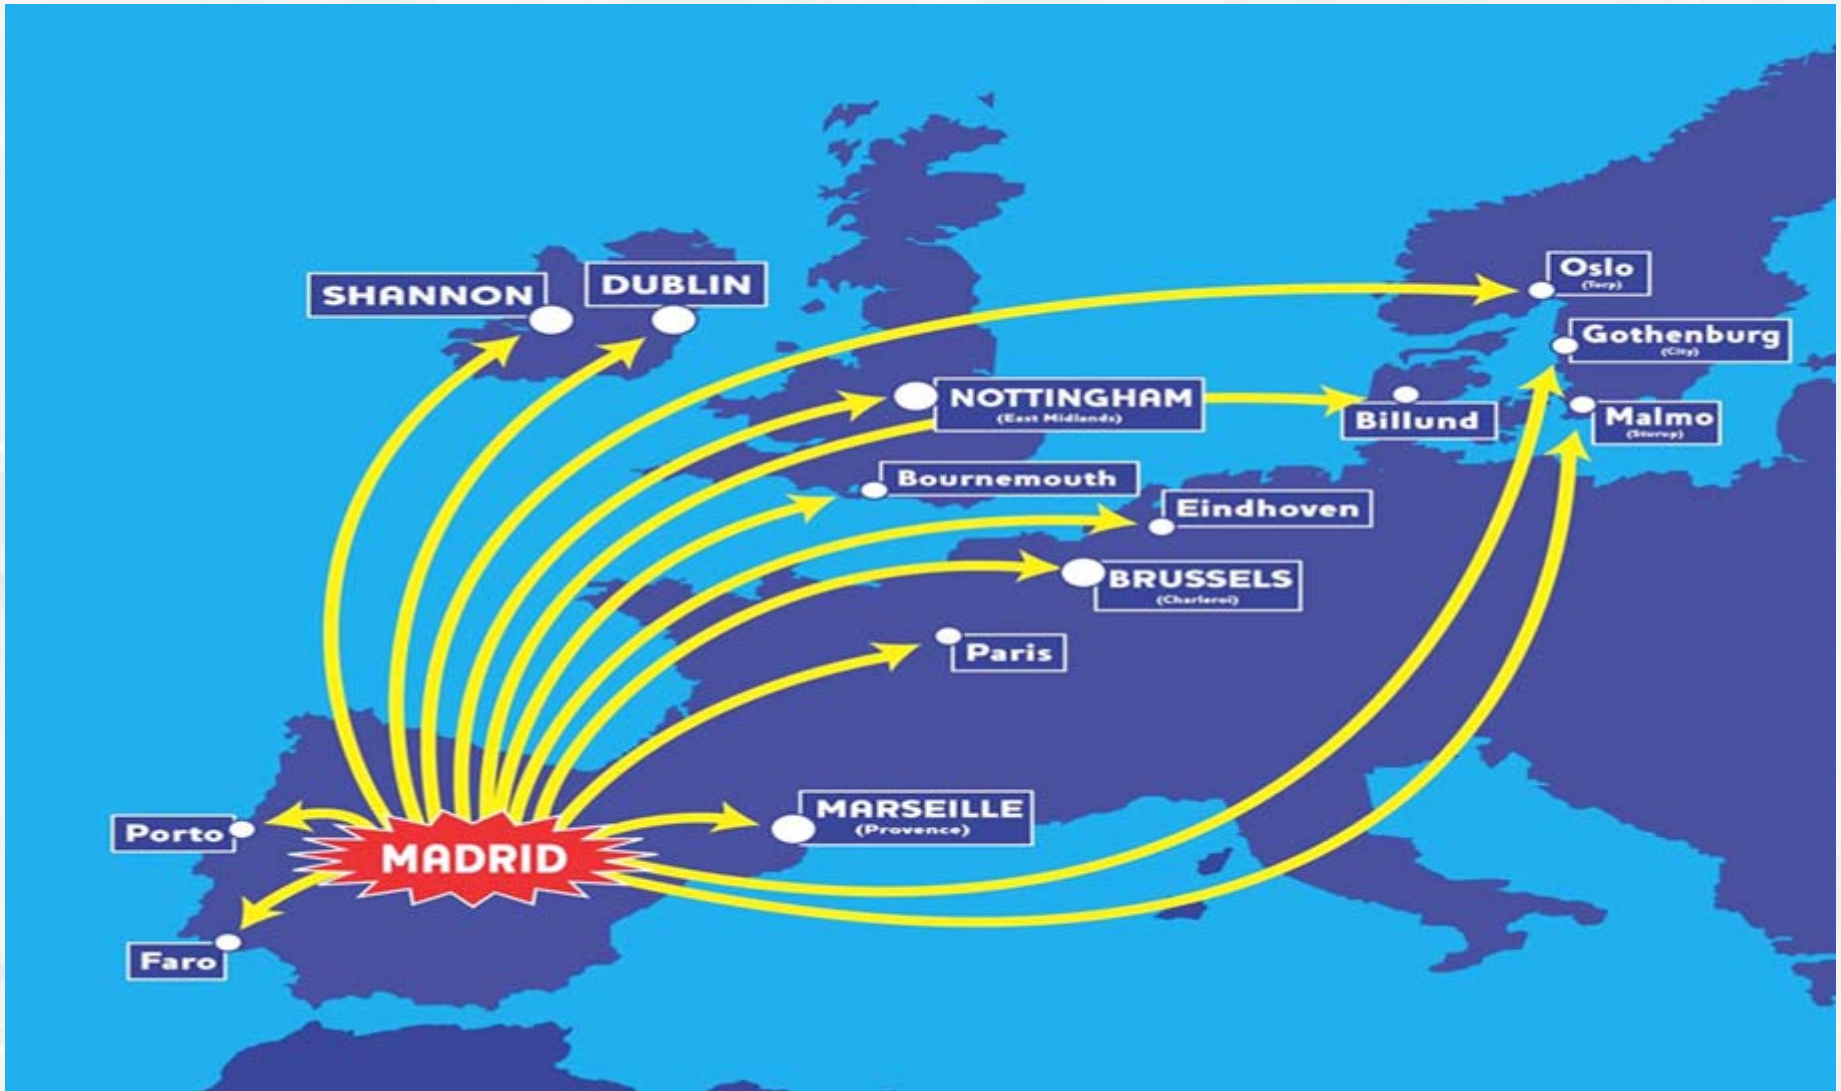 SHANNON
DUBLIN
Oslo
(Torp)
Gothenburg
(City)
NOTTINGHAM
(East Midlands)
Billund
Malmo
(Sturup)
Bournemouth
Eindhoven
BRUSSELS
(Charleroi)
Paris
MARSEILLE
(Provence)
Porto
MADRID
Faro